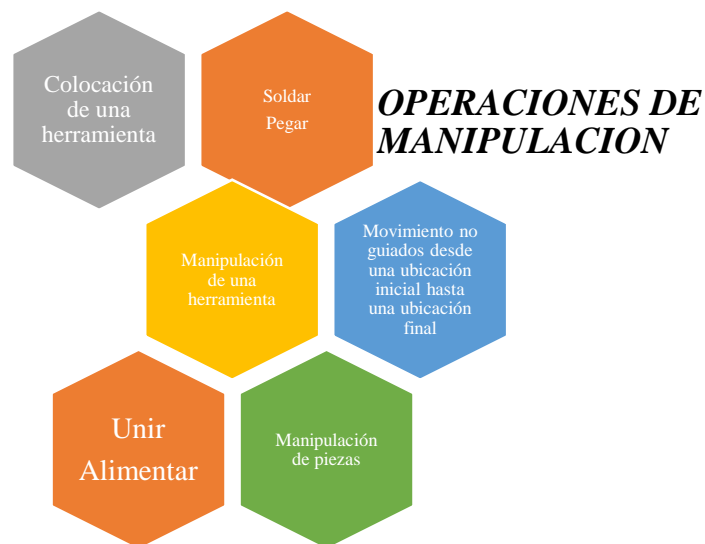 Colocación
de una
herramienta
Soldar
Pegar
OPERACIONES DE
MANIPULACION
Manipulación
de una
herramienta
Movimiento no
guiados desde
una ubicación
inicial hasta
una ubicación
final
Unir
Alimentar
Manipulación
de piezas